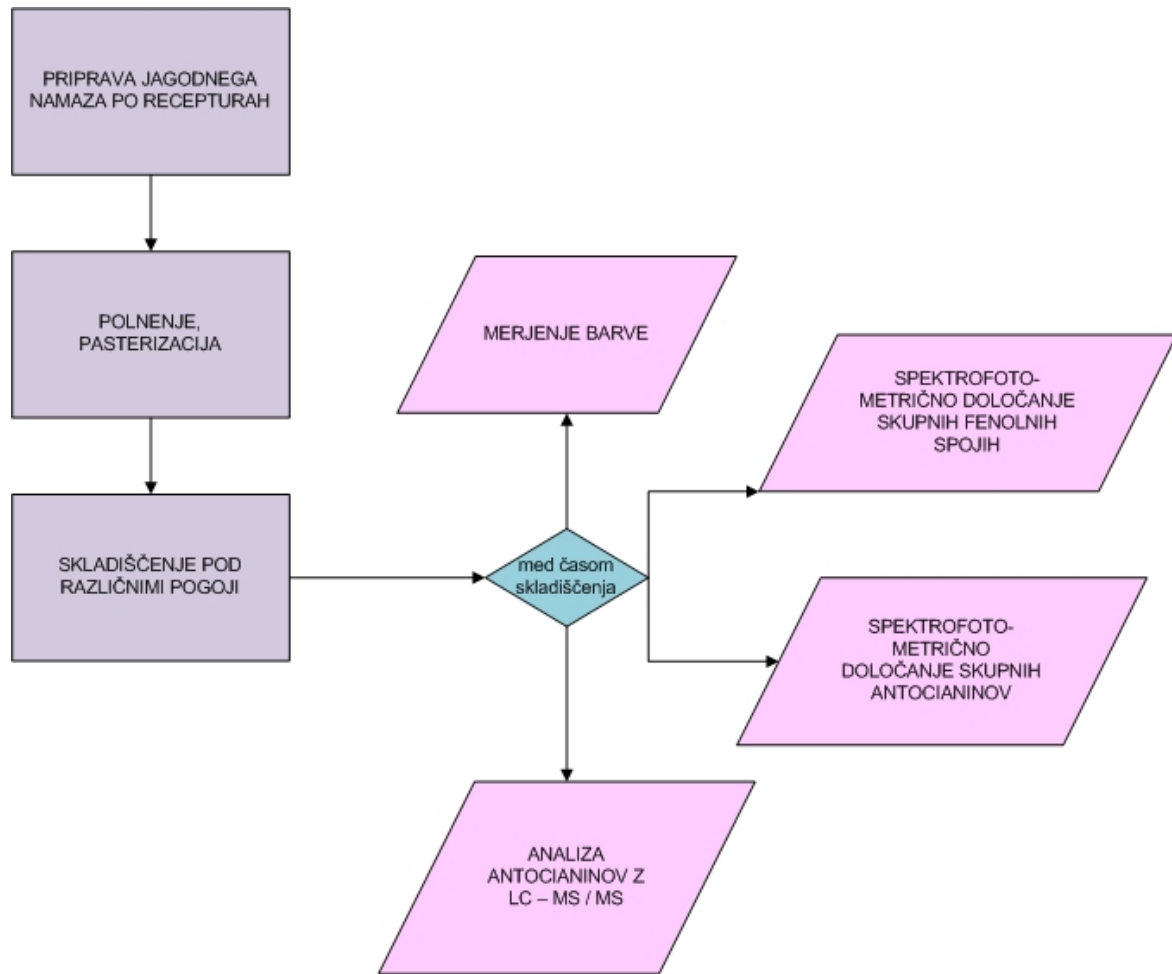 PRIPRAVA JAGODNEGA
NAMAZA PO RECEPTURAH
POLNENJE,
PASTERIZACIJA
SKLADIŠČENJE POD
RAZLIČNIMI POGOJI
med časom
skladiščenja
MERJENJE BARVE
SPEKTROFOTO-
METRIČNO DOLOČANJE
SKUPNIH FENOLNIH
SPOJIH
SPEKTROFOTO-
METRIČNO
DOLOČANJE SKUPNIH
ANTOCIANINOV
ANALIZA
ANTOCIANINOV Z
LC – MS / MS